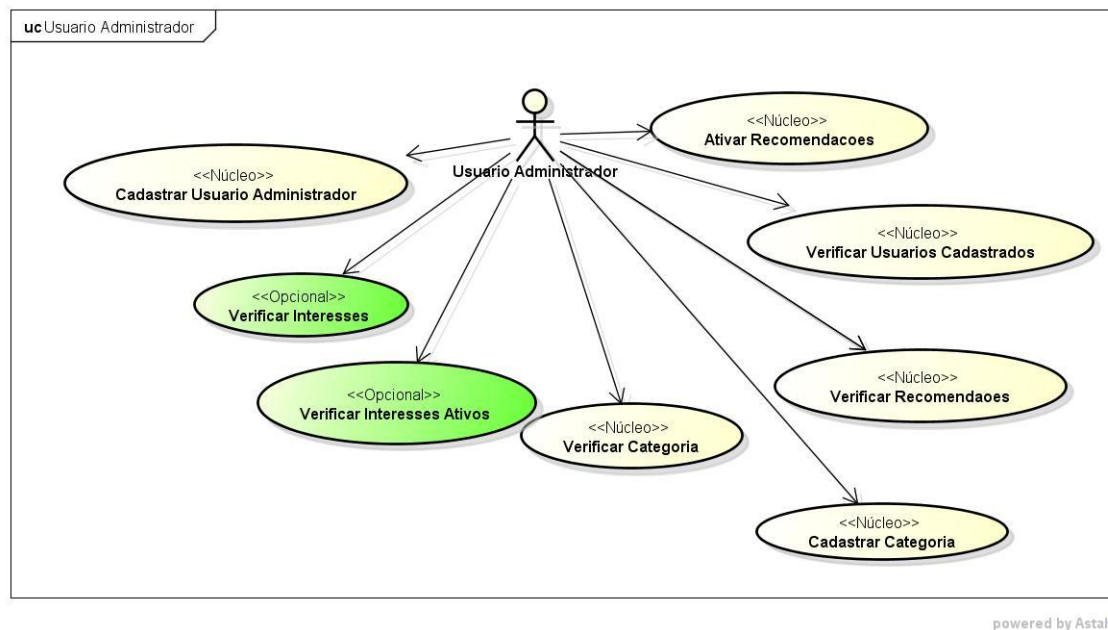 uc Usuario Administrador
<<Núcleo>>
Ativar Recomendacoes
Usuario Administrador
<<Núcleo>>
Cadastrar Usuario Administrador
<<Núcleo>>
Verificar Usuarios Cadastrados
<<Opcional>>
Verificar Interesses
<<Opcional>>
Verificar Interesses Ativos
<<Núcleo>>
Verificar Recomendaoes
<<Núcleo>>
Verificar Categoria
<<Núcleo>>
Cadastrar Categoria
powered by Astal